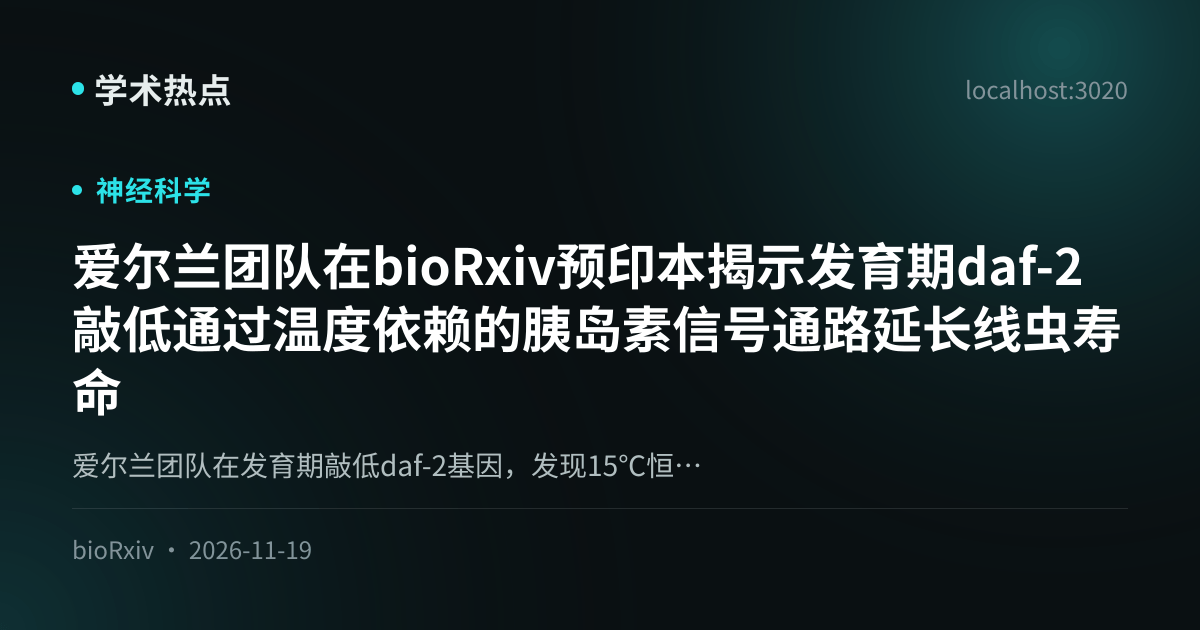 学术热点
localhost:3020
神经科学
爱尔兰团队在bioRxiv预印本揭示发育期daf-2
敲低通过温度依赖的胰岛素信号通路延长线虫寿
命
爱尔兰团队在发育期敲低daf-2基因，发现15℃恒…
bioRxiv · 2026-11-19